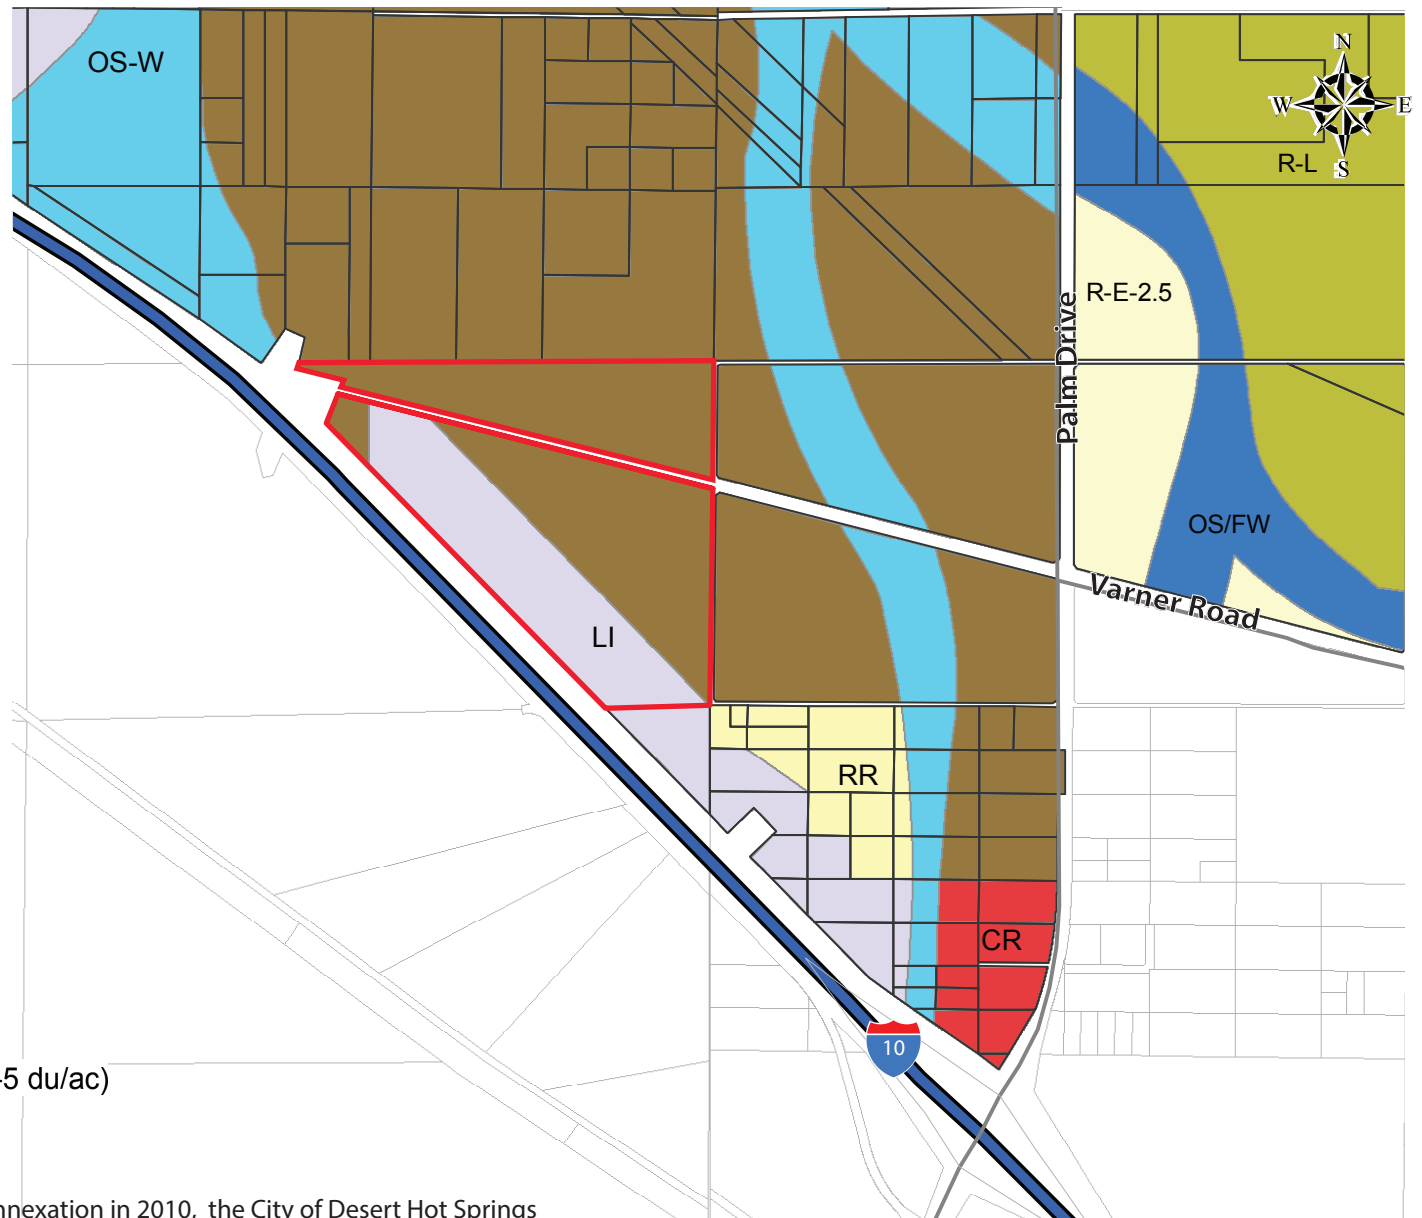 OS-W
N
W E
R-L
S
R-E-2.5
Palm Drive
OS/FW
Varner Road
LI
RR
CR
10
-5 du/ac)
nnexation in 2010, the City of Desert Hot Springs